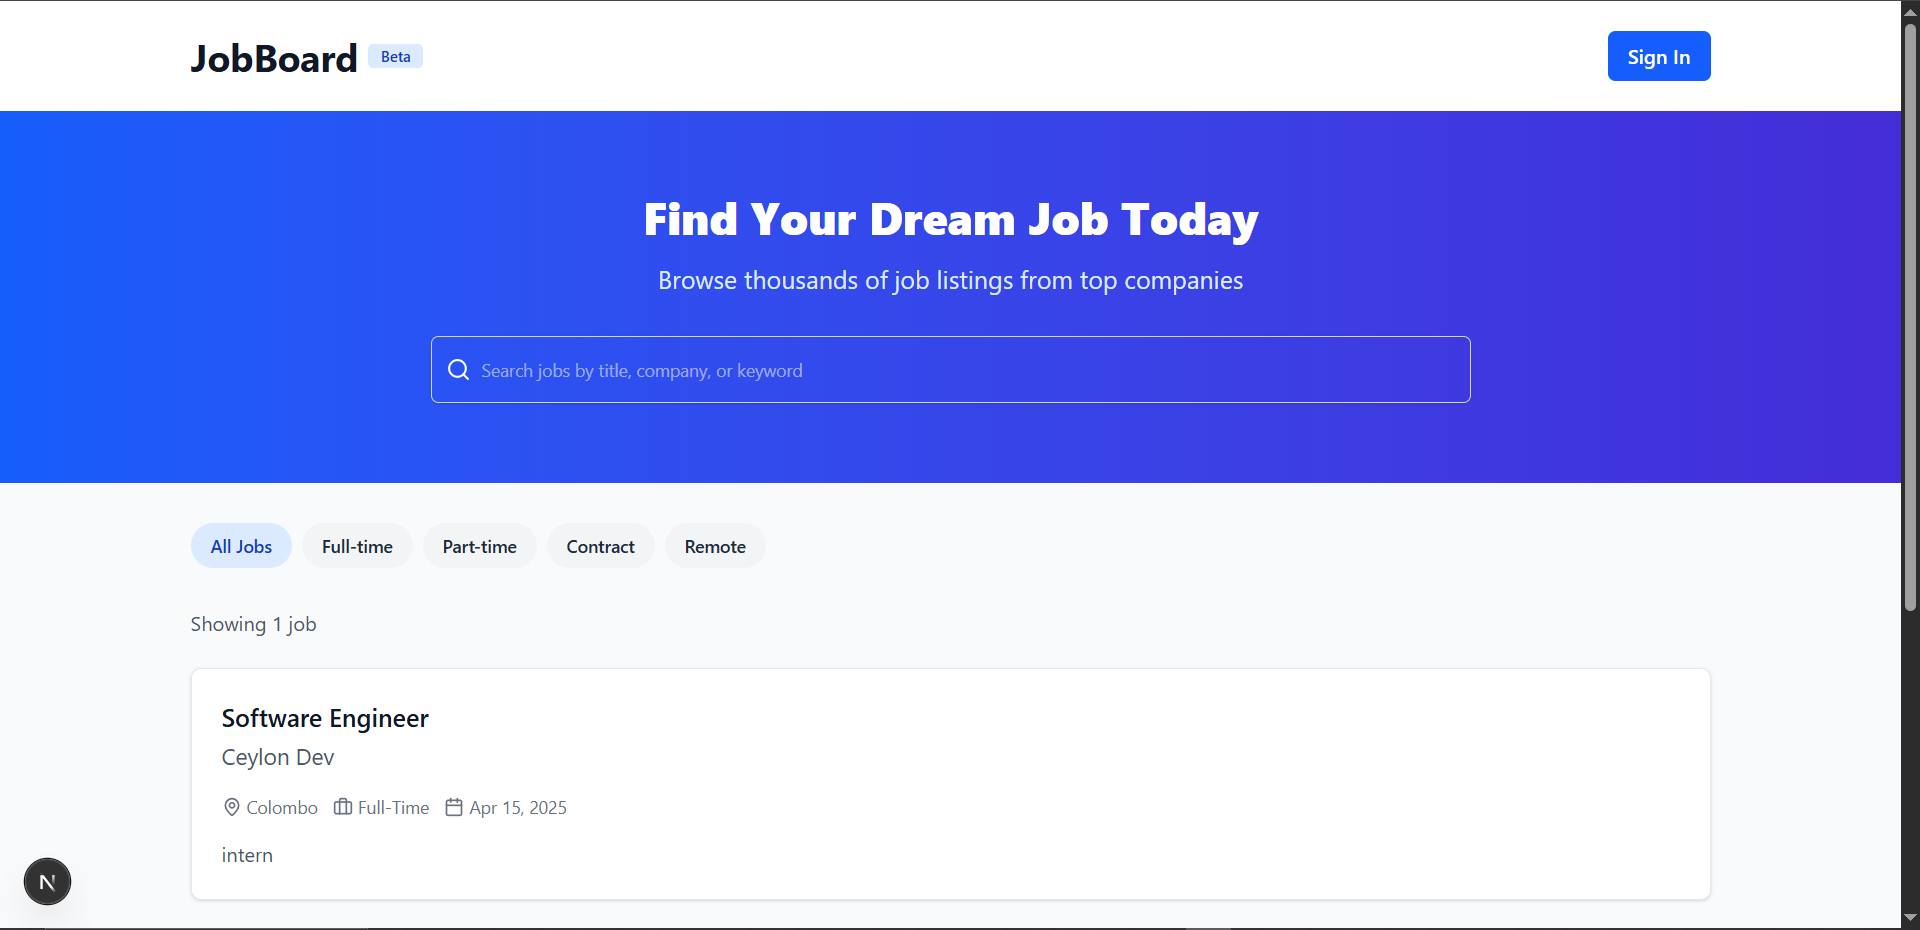 JobBoard Beta
Sign In
Find Your Dream Job Today
Browse thousands of job listings from top companies
Search jobs by title, company, or keyword
All Jobs Full-time Part-time Contract Remote
Showing 1 job
Software Engineer
Ceylon Dev
Colombo Full-Time Apr 15, 2025
intern
N